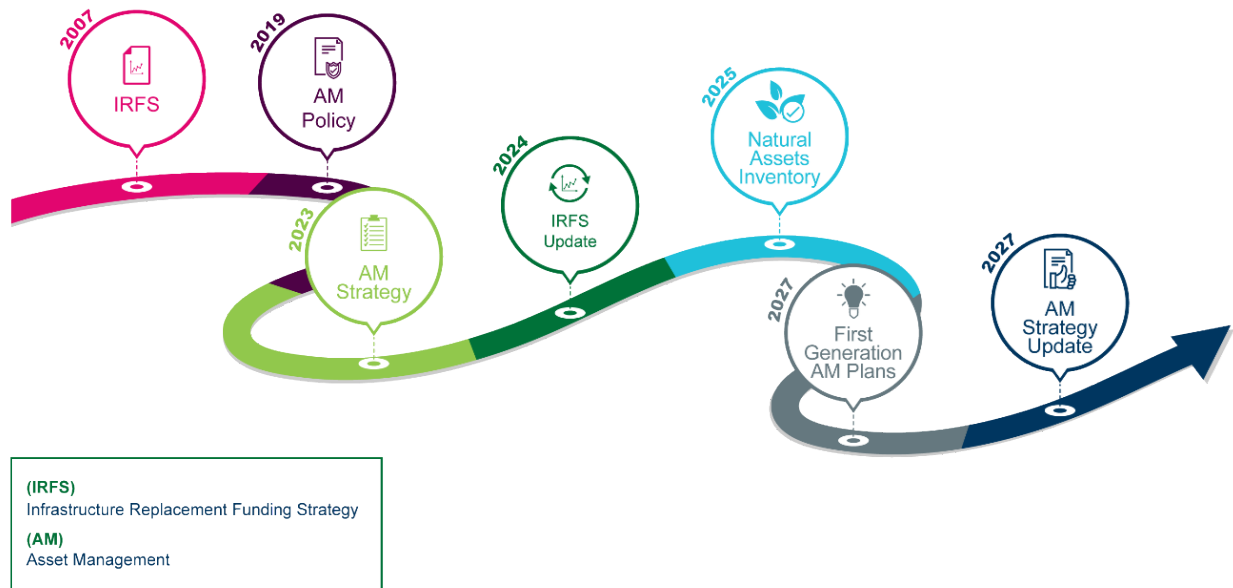 2007
IRFS
2019
AM
Policy
2023
AM
Strategy
2024
IRFS
Update
2025
Natural
Assets
Inventory
2027
First
Generation
AM Plans
2027
AM
Strategy
Update
(IRFS)
Infrastructure Replacement Funding Strategy
(AM)
Asset Management